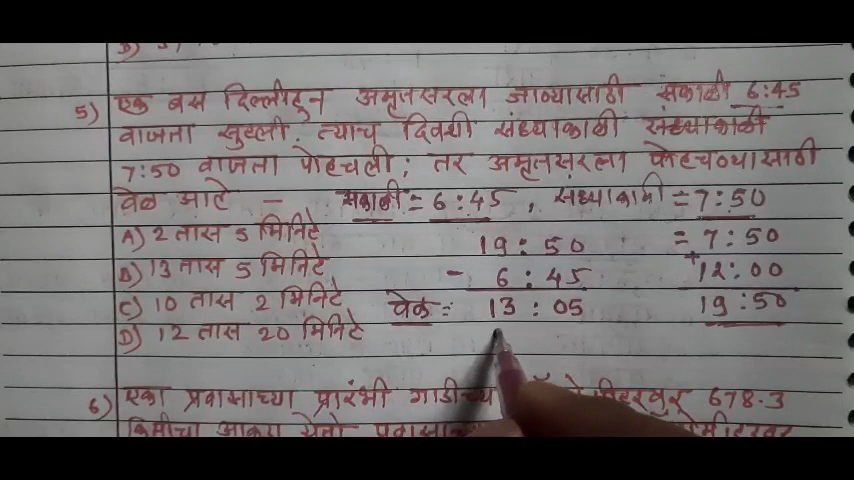 5) एक बस दिल्लीहून अमृतसरला जाण्यासाठी सकाळी 6:45
वाजता सुटली. त्याच दिवशी संध्याकाळी संध्याकाळी
7:50 वाजता पोहचली; तर अमृतसरला पोहचण्यासाठी
वेळ आहे – सकाळी = 6:45 , संध्याकाळी = 7:50
A) 2 तास 5 मिनिटे 19:50 = 7:50
B) 13 तास 5 मिनिटे - 6:45 + 12:00
C) 10 तास 2 मिनिटे वेळ = 13:05 19:50
D) 12 तास 20 मिनिटे
6) एका प्रवासाच्या प्रारंभी गाडीच्या 678.3
किमीचा आकडा येतो